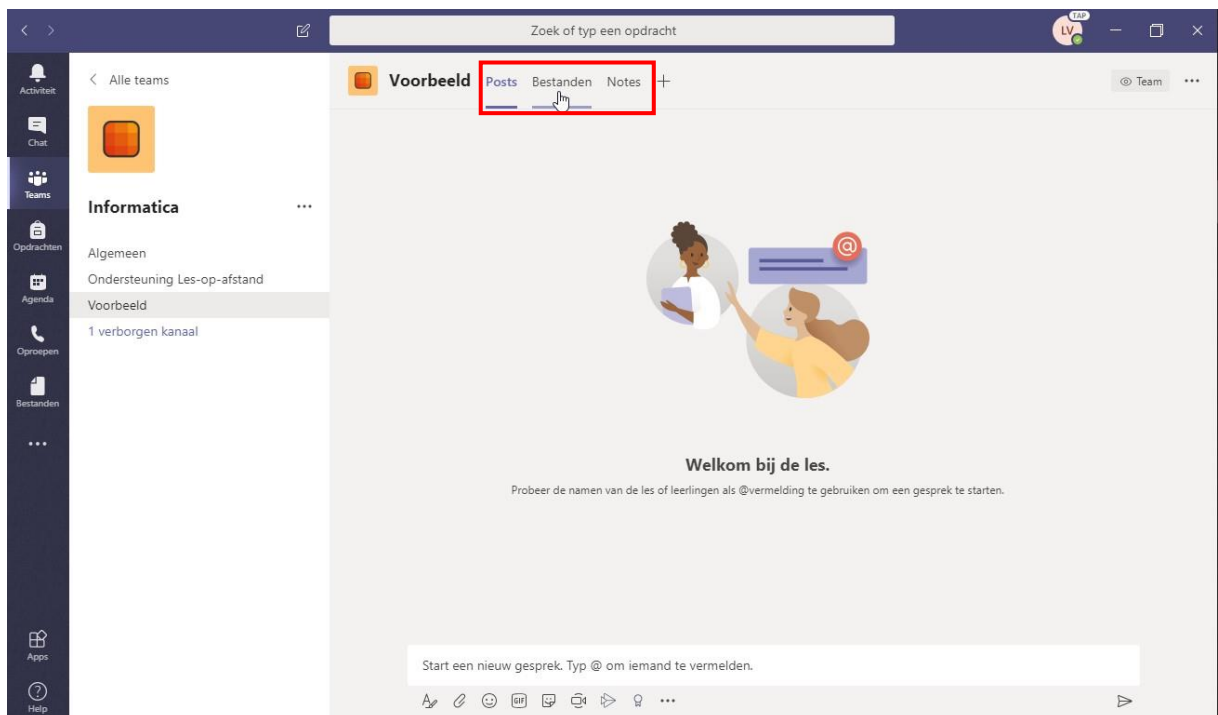 Zoek of typ een opdracht
TAP
LV
Activiteit
Chat
Teams
Opdrachten
Agenda
Oproepen
Bestanden
Apps
Help
Alle teams
Informatica
Algemeen
Ondersteuning Les-op-afstand
Voorbeeld
1 verborgen kanaal
Voorbeeld Posts Bestanden Notes
Team
@
Welkom bij de les.
Probeer de namen van de les of leerlingen als @vermelding te gebruiken om een gesprek te starten.
Start een nieuw gesprek. Typ @ om iemand te vermelden.
GIF